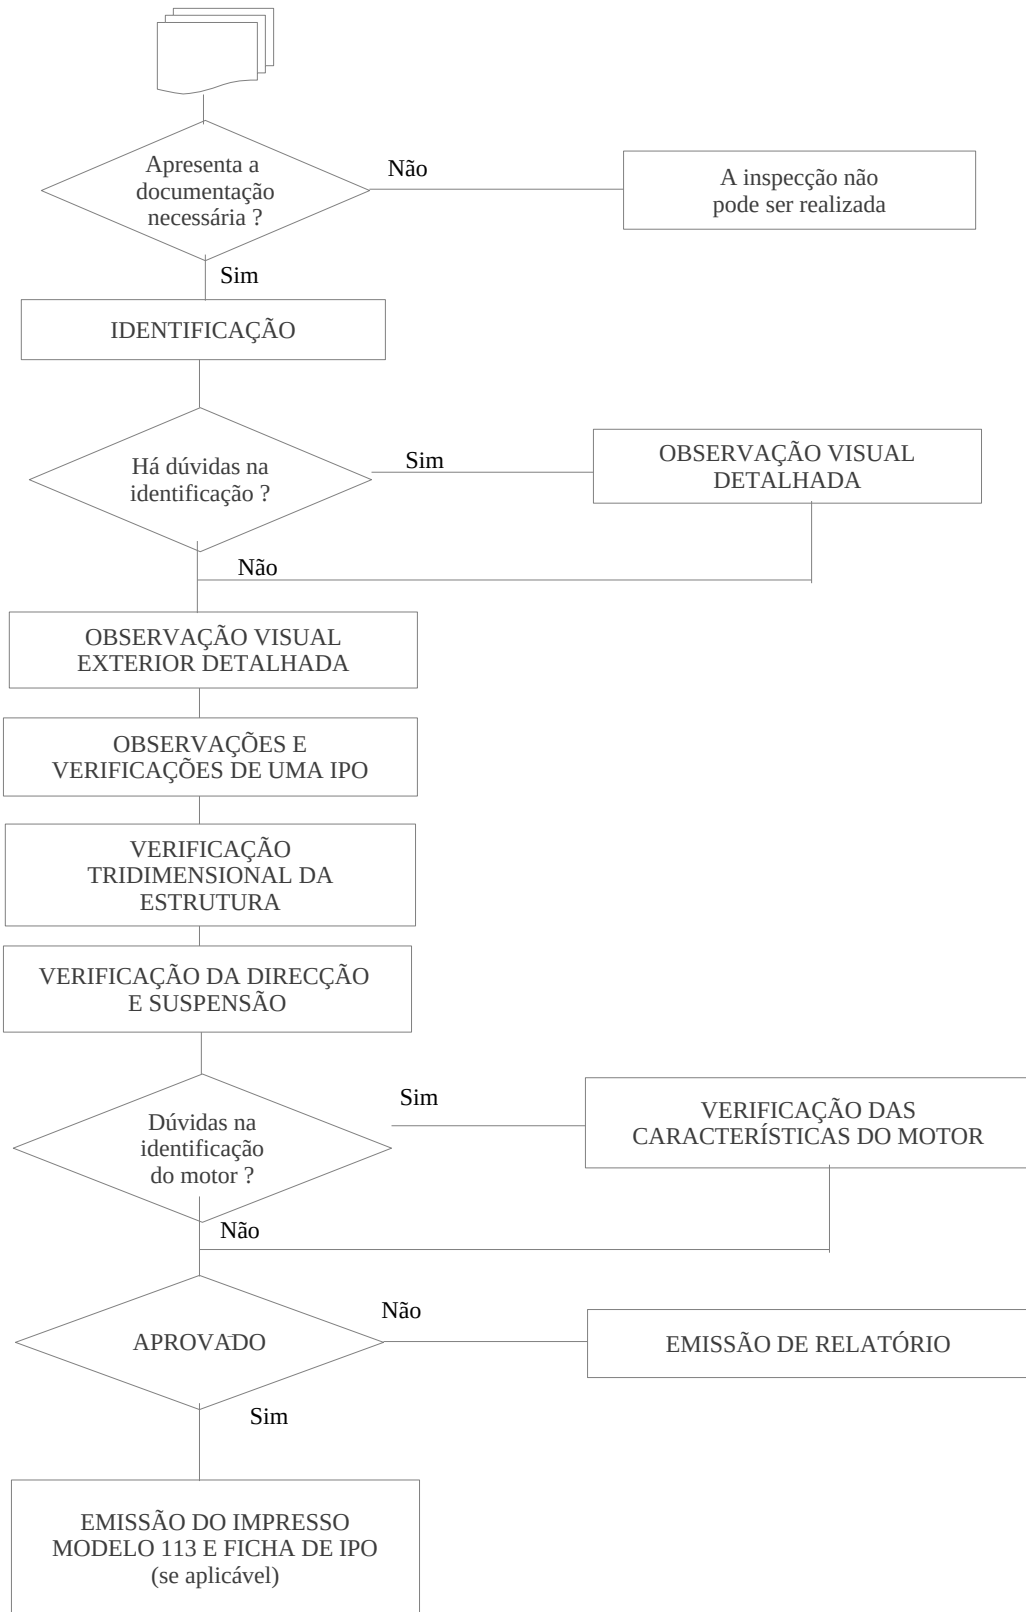 Apresenta a
documentação
necessária ?
Não
A inspecção não
pode ser realizada
Sim
IDENTIFICAÇÃO
Há dúvidas na
identificação ?
Sim
OBSERVAÇÃO VISUAL
DETALHADA
Não
OBSERVAÇÃO VISUAL
EXTERIOR DETALHADA
OBSERVAÇÕES E
VERIFICAÇÕES DE UMA IPO
VERIFICAÇÃO
TRIDIMENSIONAL DA
ESTRUTURA
VERIFICAÇÃO DA DIRECÇÃO
E SUSPENSÃO
Dúvidas na
identificação
do motor ?
Sim
VERIFICAÇÃO DAS
CARACTERÍSTICAS DO MOTOR
Não
APROVADO
Não
EMISSÃO DE RELATÓRIO
Sim
EMISSÃO DO IMPRESSO
MODELO 113 E FICHA DE IPO
(se aplicável)